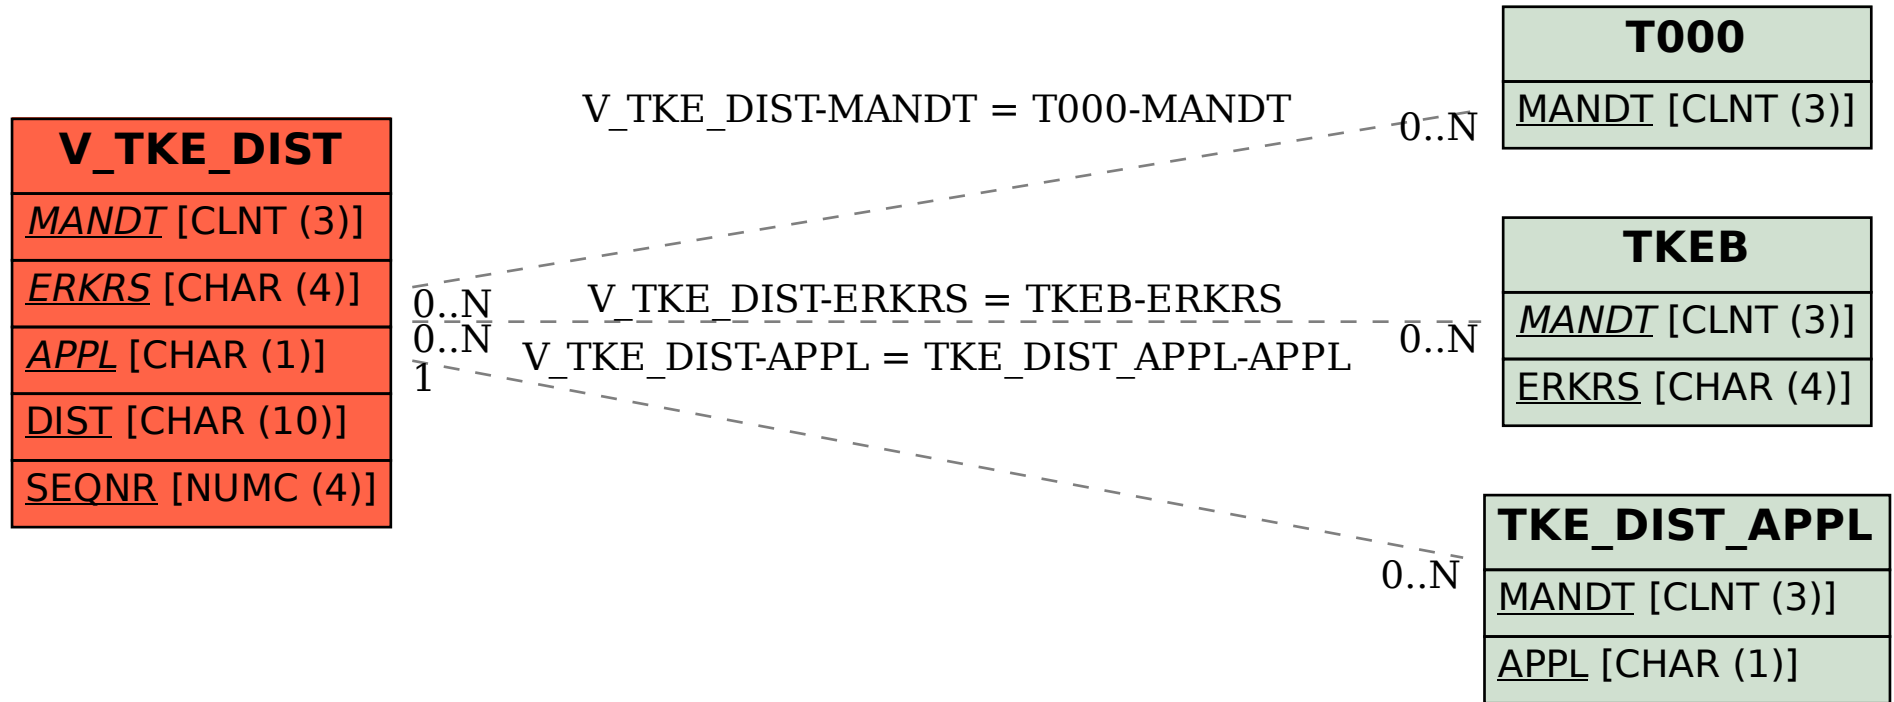 V_TKE_DIST
MANDT [CLNT (3)]
ERKRS [CHAR (4)]
APPL [CHAR (1)]
DIST [CHAR (10)]
SEQNR [NUMC (4)]
V_TKE_DIST-MANDT = T000-MANDT
0..N
0..N
V_TKE_DIST-ERKRS = TKEB-ERKRS
0..N
0..N
V_TKE_DIST-APPL = TKE_DIST_APPL-APPL
1
0..N
T000
MANDT [CLNT (3)]
TKEB
MANDT [CLNT (3)]
ERKRS [CHAR (4)]
TKE_DIST_APPL
MANDT [CLNT (3)]
APPL [CHAR (1)]